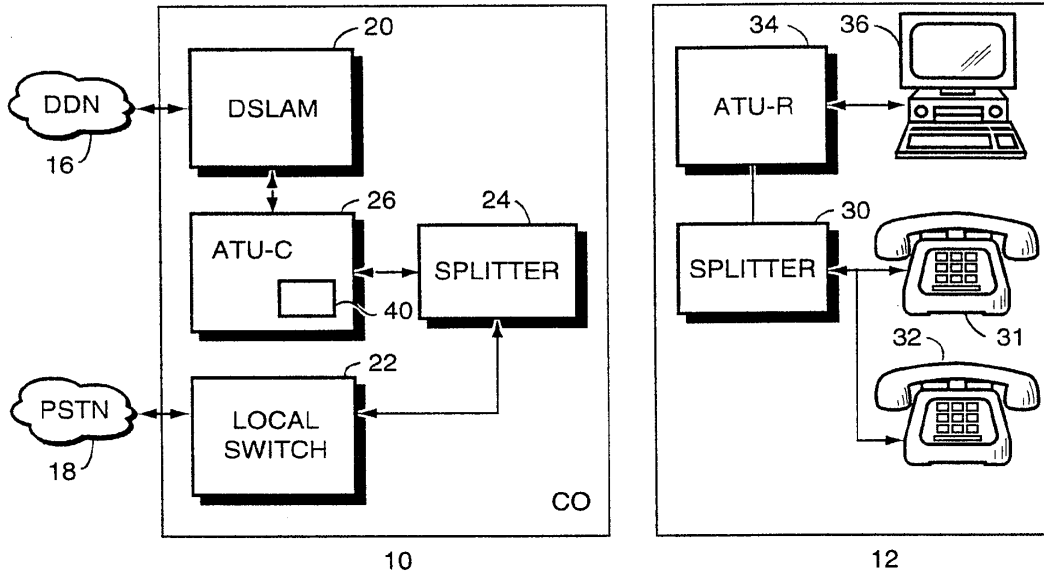 20
DSLAM
DDN
16
26
ATU-C
40
24
SPLITTER
22
LOCAL
SWITCH
PSTN
18
CO
10
34
ATU-R
36
30
SPLITTER
31
32
12